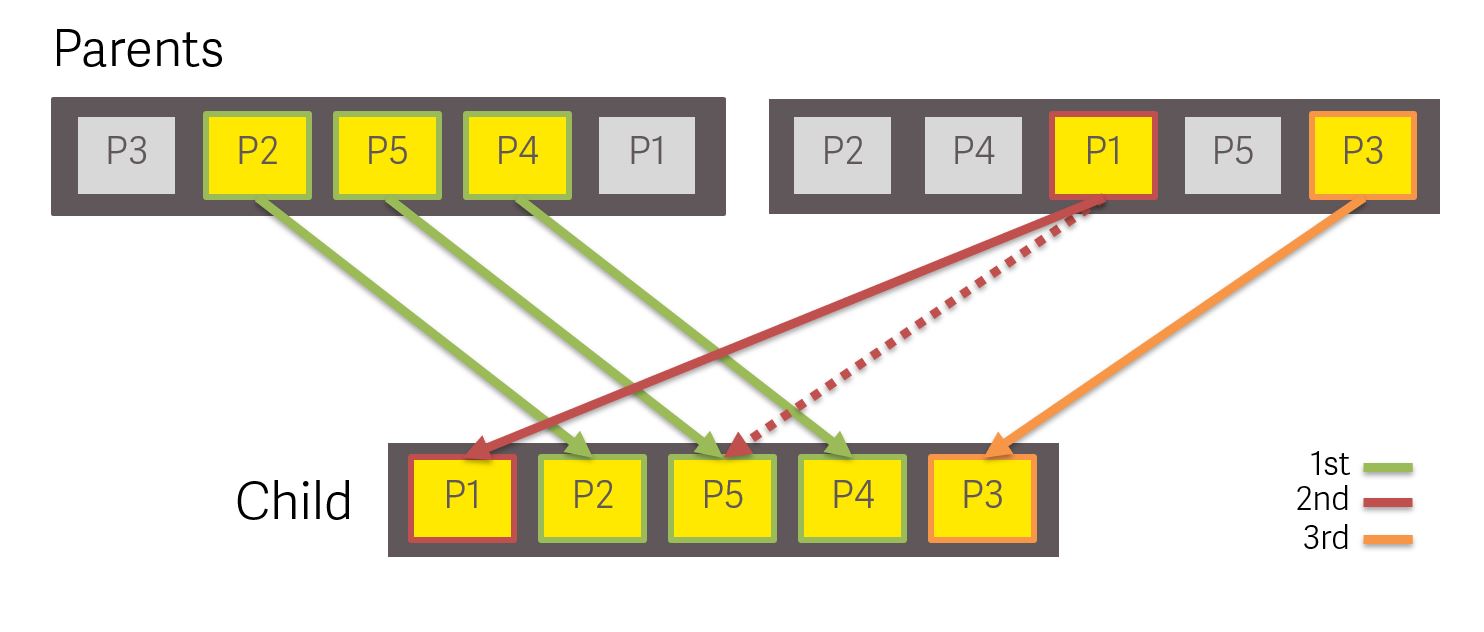 Parents
P3 P2 P5 P4 P1
P2 P4 P1 P5 P3
Child
P1 P2 P5 P4 P3
1st
2nd
3rd